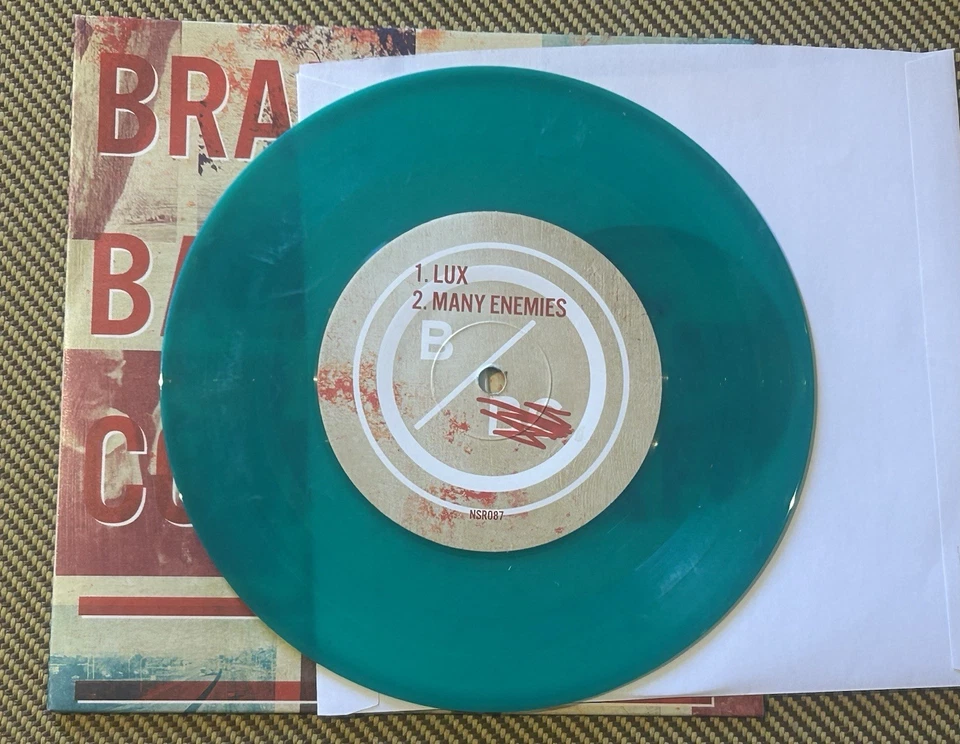 BRA
BA
CO
1. LUX
2. MANY ENEMIES
B
NSR087